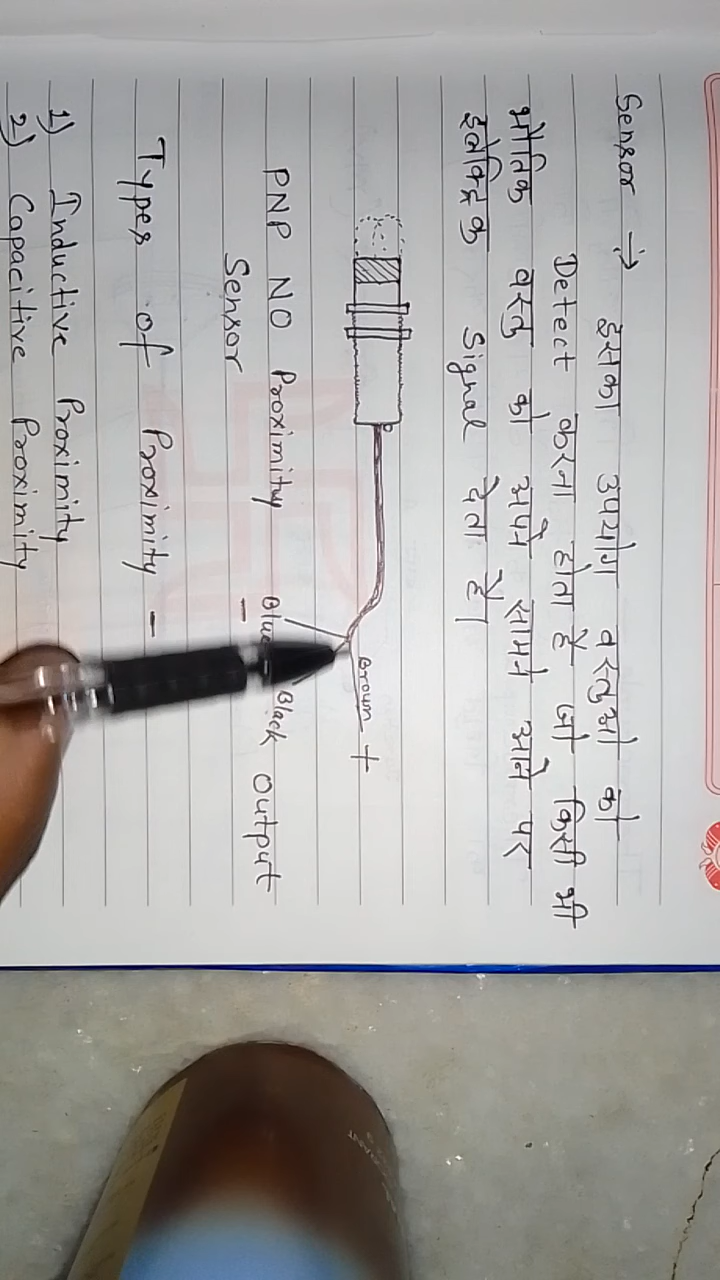 Sensor → इसका उपयोग वस्तुओ को
Detect करना होता है जो किसी भी
भौतिक वस्तु को अपने सामने आने पर
इलेक्ट्रिक Signal देता है।
Brown +
Blue - Black output
PNP NO Proximity
Sensor
-
Types of Proximity -
1) Inductive Proximity
2) Capacitive Proximity